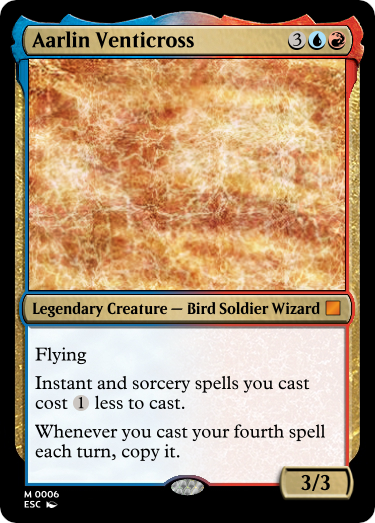 Aarlin Venticross 3
Legendary Creature — Bird Soldier Wizard
Flying
Instant and sorcery spells you cast
cost 1 less to cast.
Whenever you cast your fourth spell
each turn, copy it.
3/3
M 0006
ESC